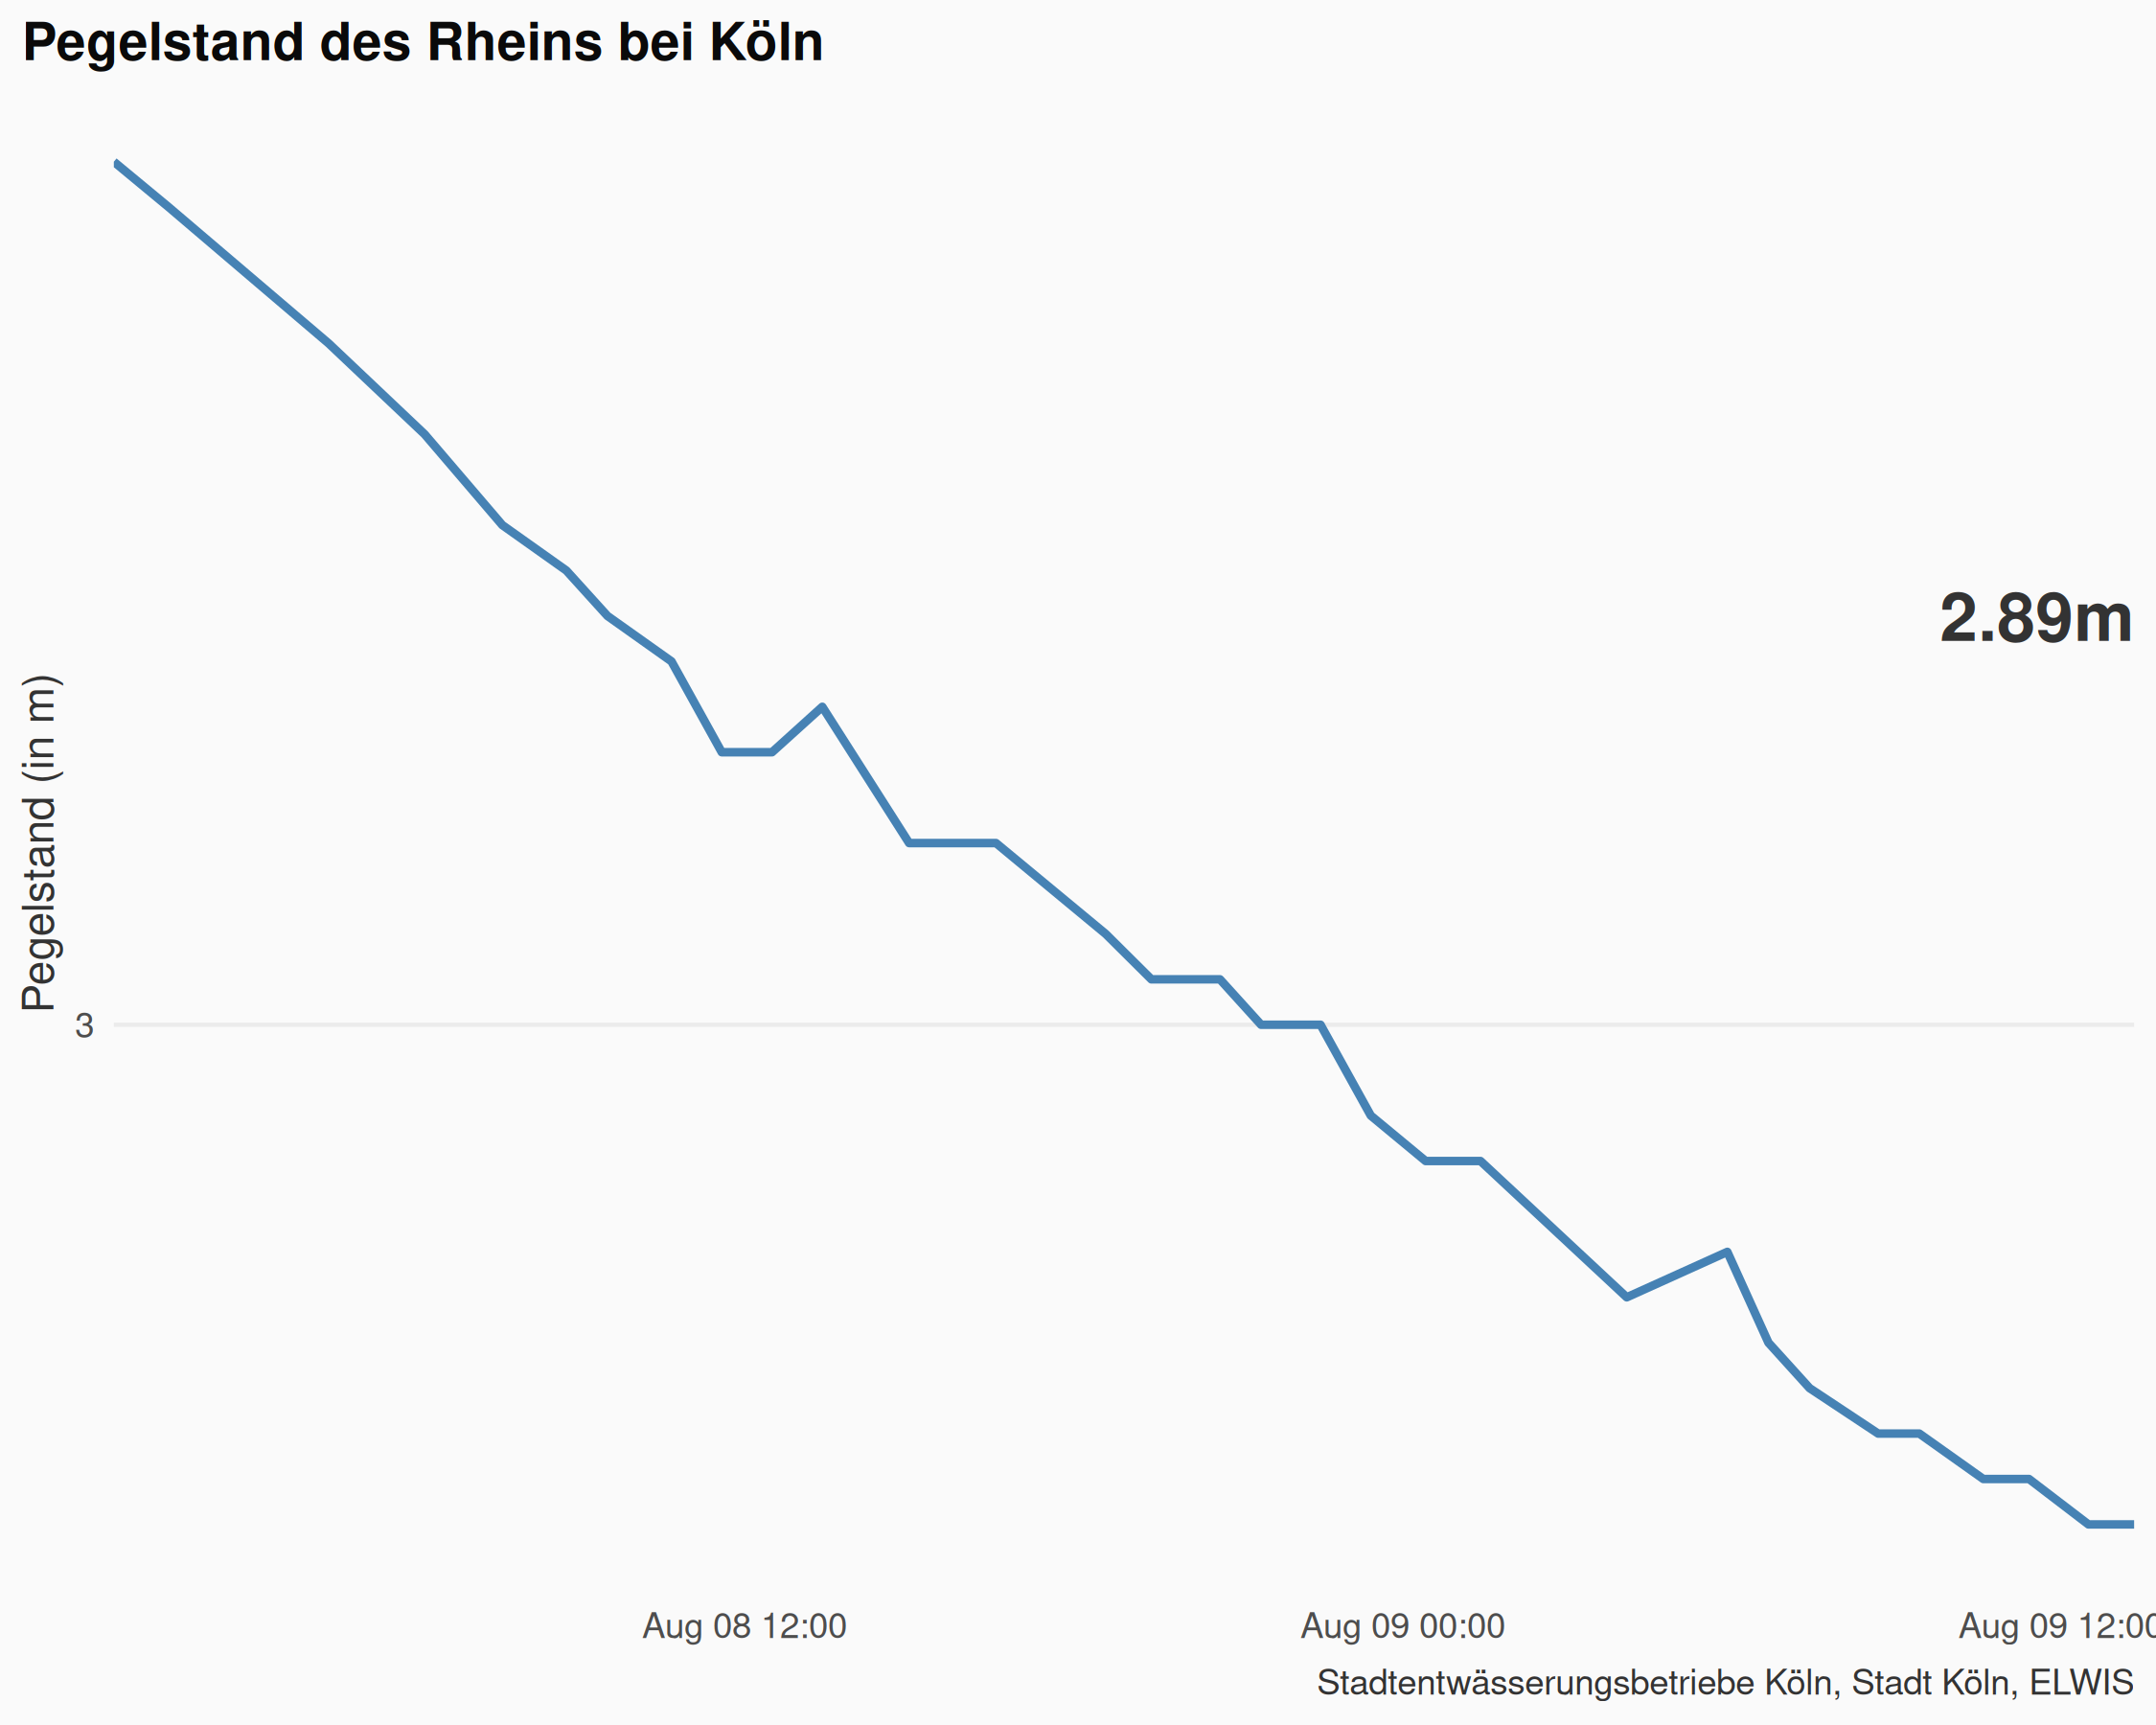 Pegelstand des Rheins bei Köln
2.89m
Pegelstand (in m)
3
Aug 08 12:00
Aug 09 00:00
Aug 09 12:00
Stadtentwässerungsbetriebe Köln, Stadt Köln, ELWIS